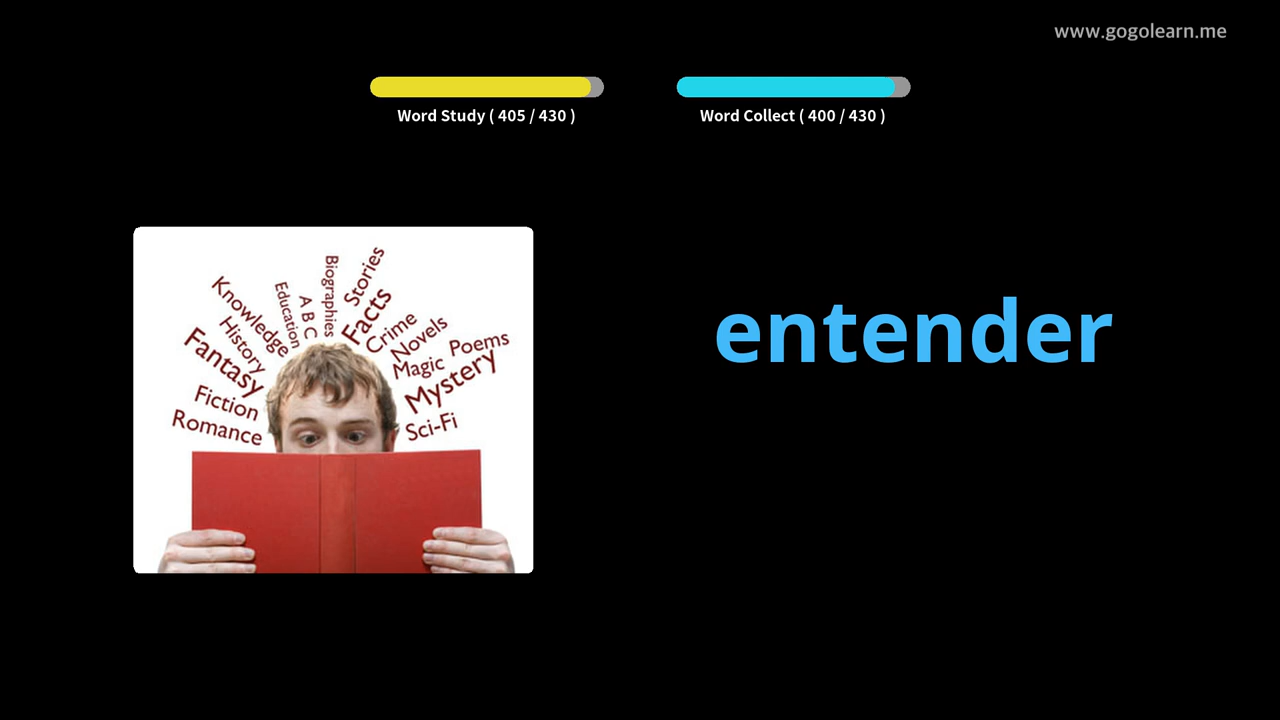 www.gogolearn.me
Word Study ( 405 / 430 )
Word Collect ( 400 / 430 )
Biographies
Stories
Education
A B C
Facts
Knowledge
History
Crime
Novels
Fantasy
Magic
Poems
Mystery
Fiction
Romance
Sci-Fi
entender